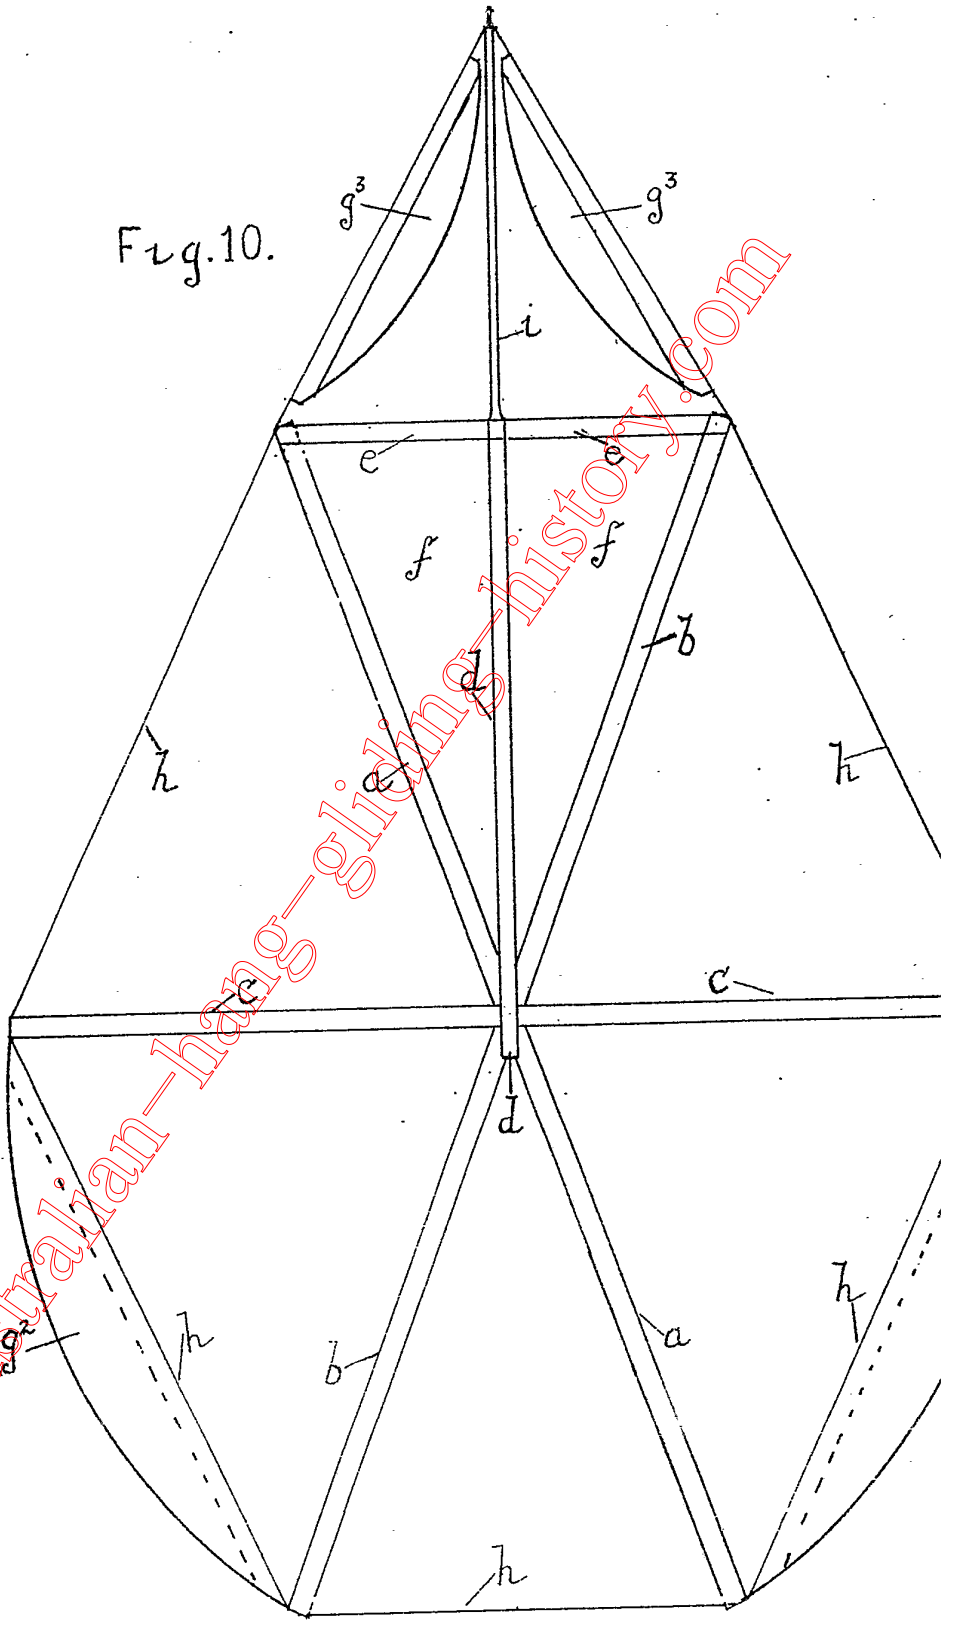 g³
g³
Fig.10.
i
e
e
f
f
b
d
a
h
h
c
c
d
g²
h
b
a
h
h
australian-hang-gliding-history.com